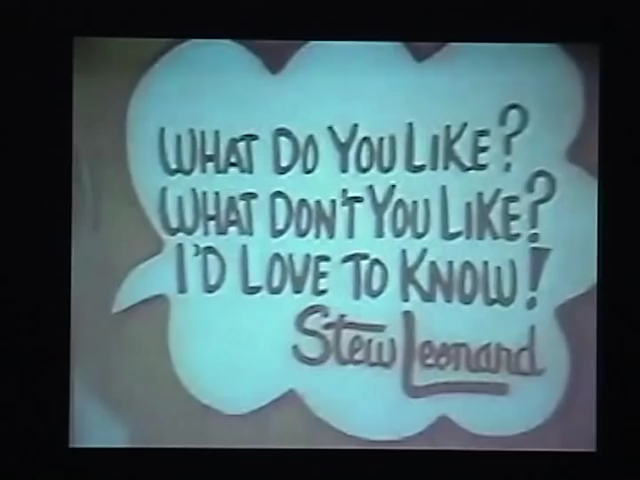 WHAT DO YOU LIKE?
WHAT DON'T YOU LIKE?
I'D LOVE TO KNOW!
Stew Leonard